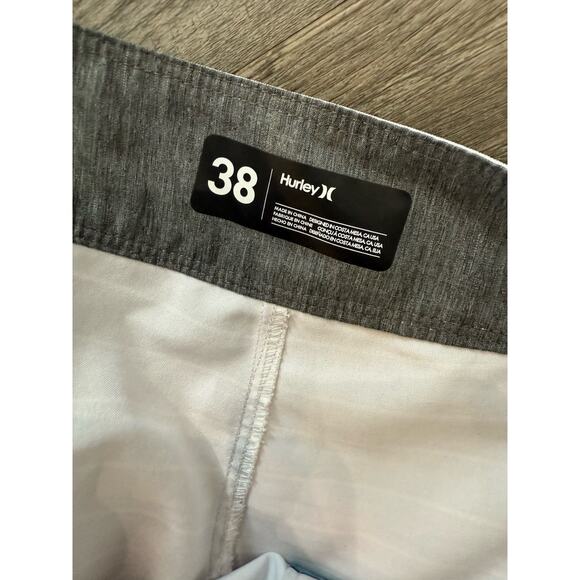 38
Hurley
MADE IN CHINA DESIGNED IN COSTA MESA, CA USA
FABRIQUÉ EN CHINE CONÇU À COSTA MESA, CA, USA
HECHO EN CHINA DISEÑADO EN COSTA MESA, CA, EUA